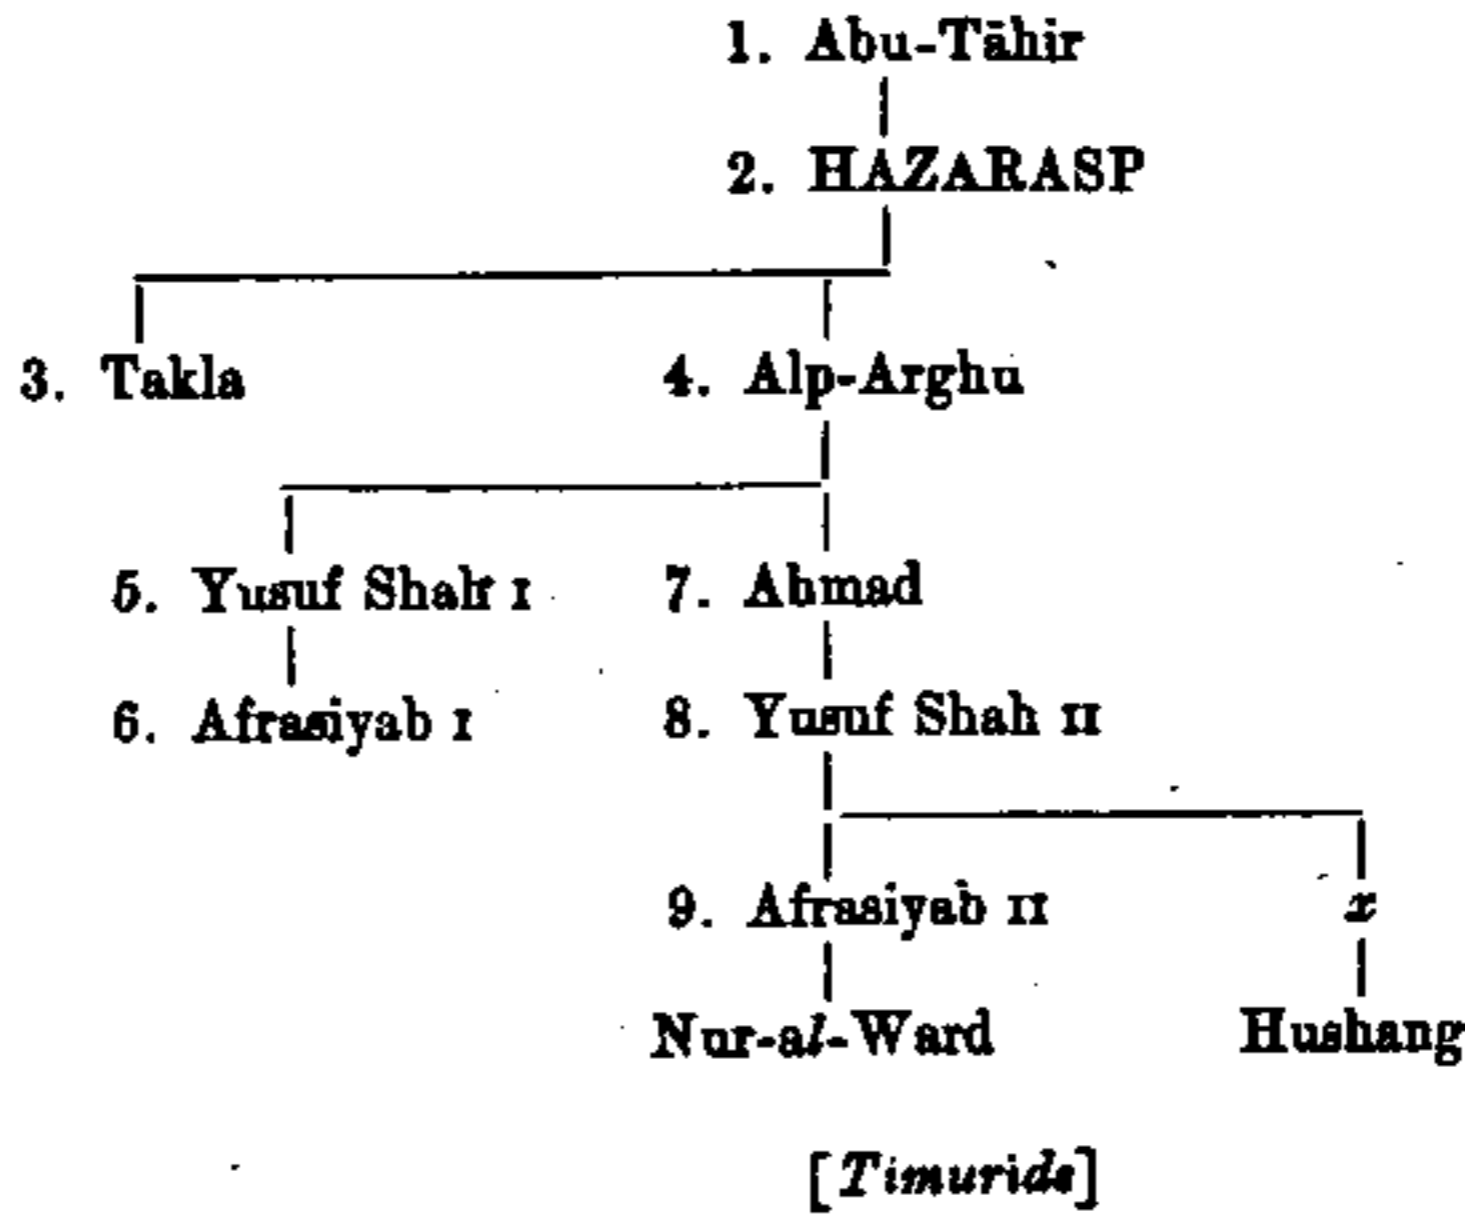 1. Abu-Tāhir
2. HAZARASP
3. Takla 4. Alp-Arghu
5. Yusuf Shah I 7. Ahmad
6. Afrasiyab I 8. Yusuf Shah II
9. Afrasiyab II x
Nur-al-Ward Hushang
[Timurids]